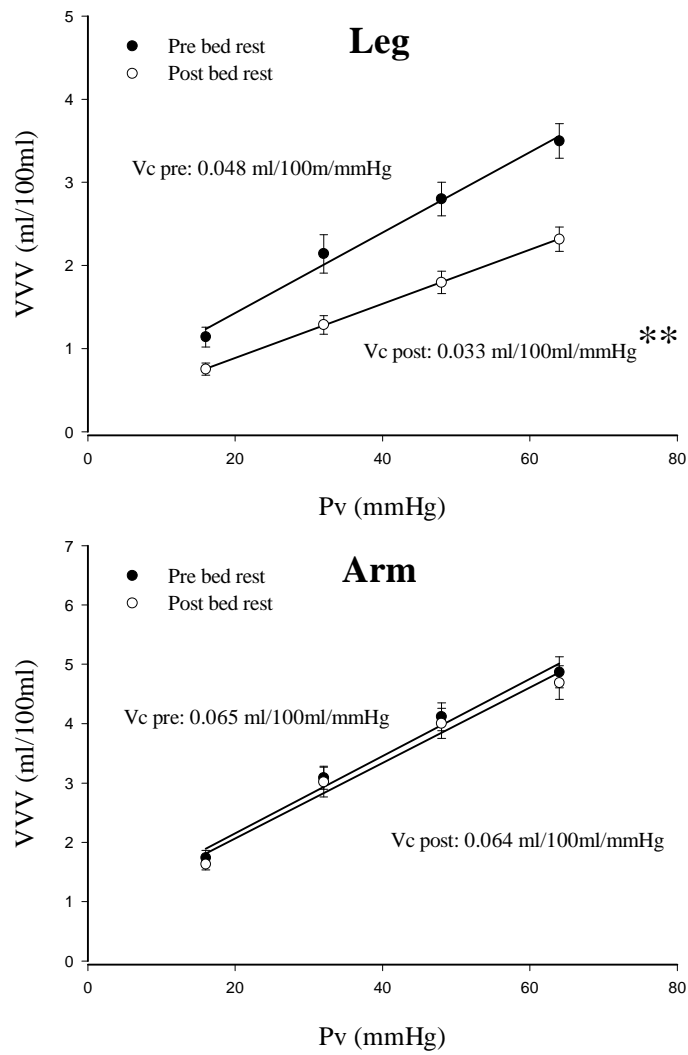 Leg
Pre bed rest
Post bed rest
Vc pre: 0.048 ml/100m/mmHg
Vc post: 0.033 ml/100ml/mmHg**
VVV (ml/100ml)
5
4
3
2
1
0
0 20 40 60 80
Pv (mmHg)
Arm
Pre bed rest
Post bed rest
Vc pre: 0.065 ml/100ml/mmHg
Vc post: 0.064 ml/100ml/mmHg
VVV (ml/100ml)
7
6
5
4
3
2
1
0
0 20 40 60 80
Pv (mmHg)